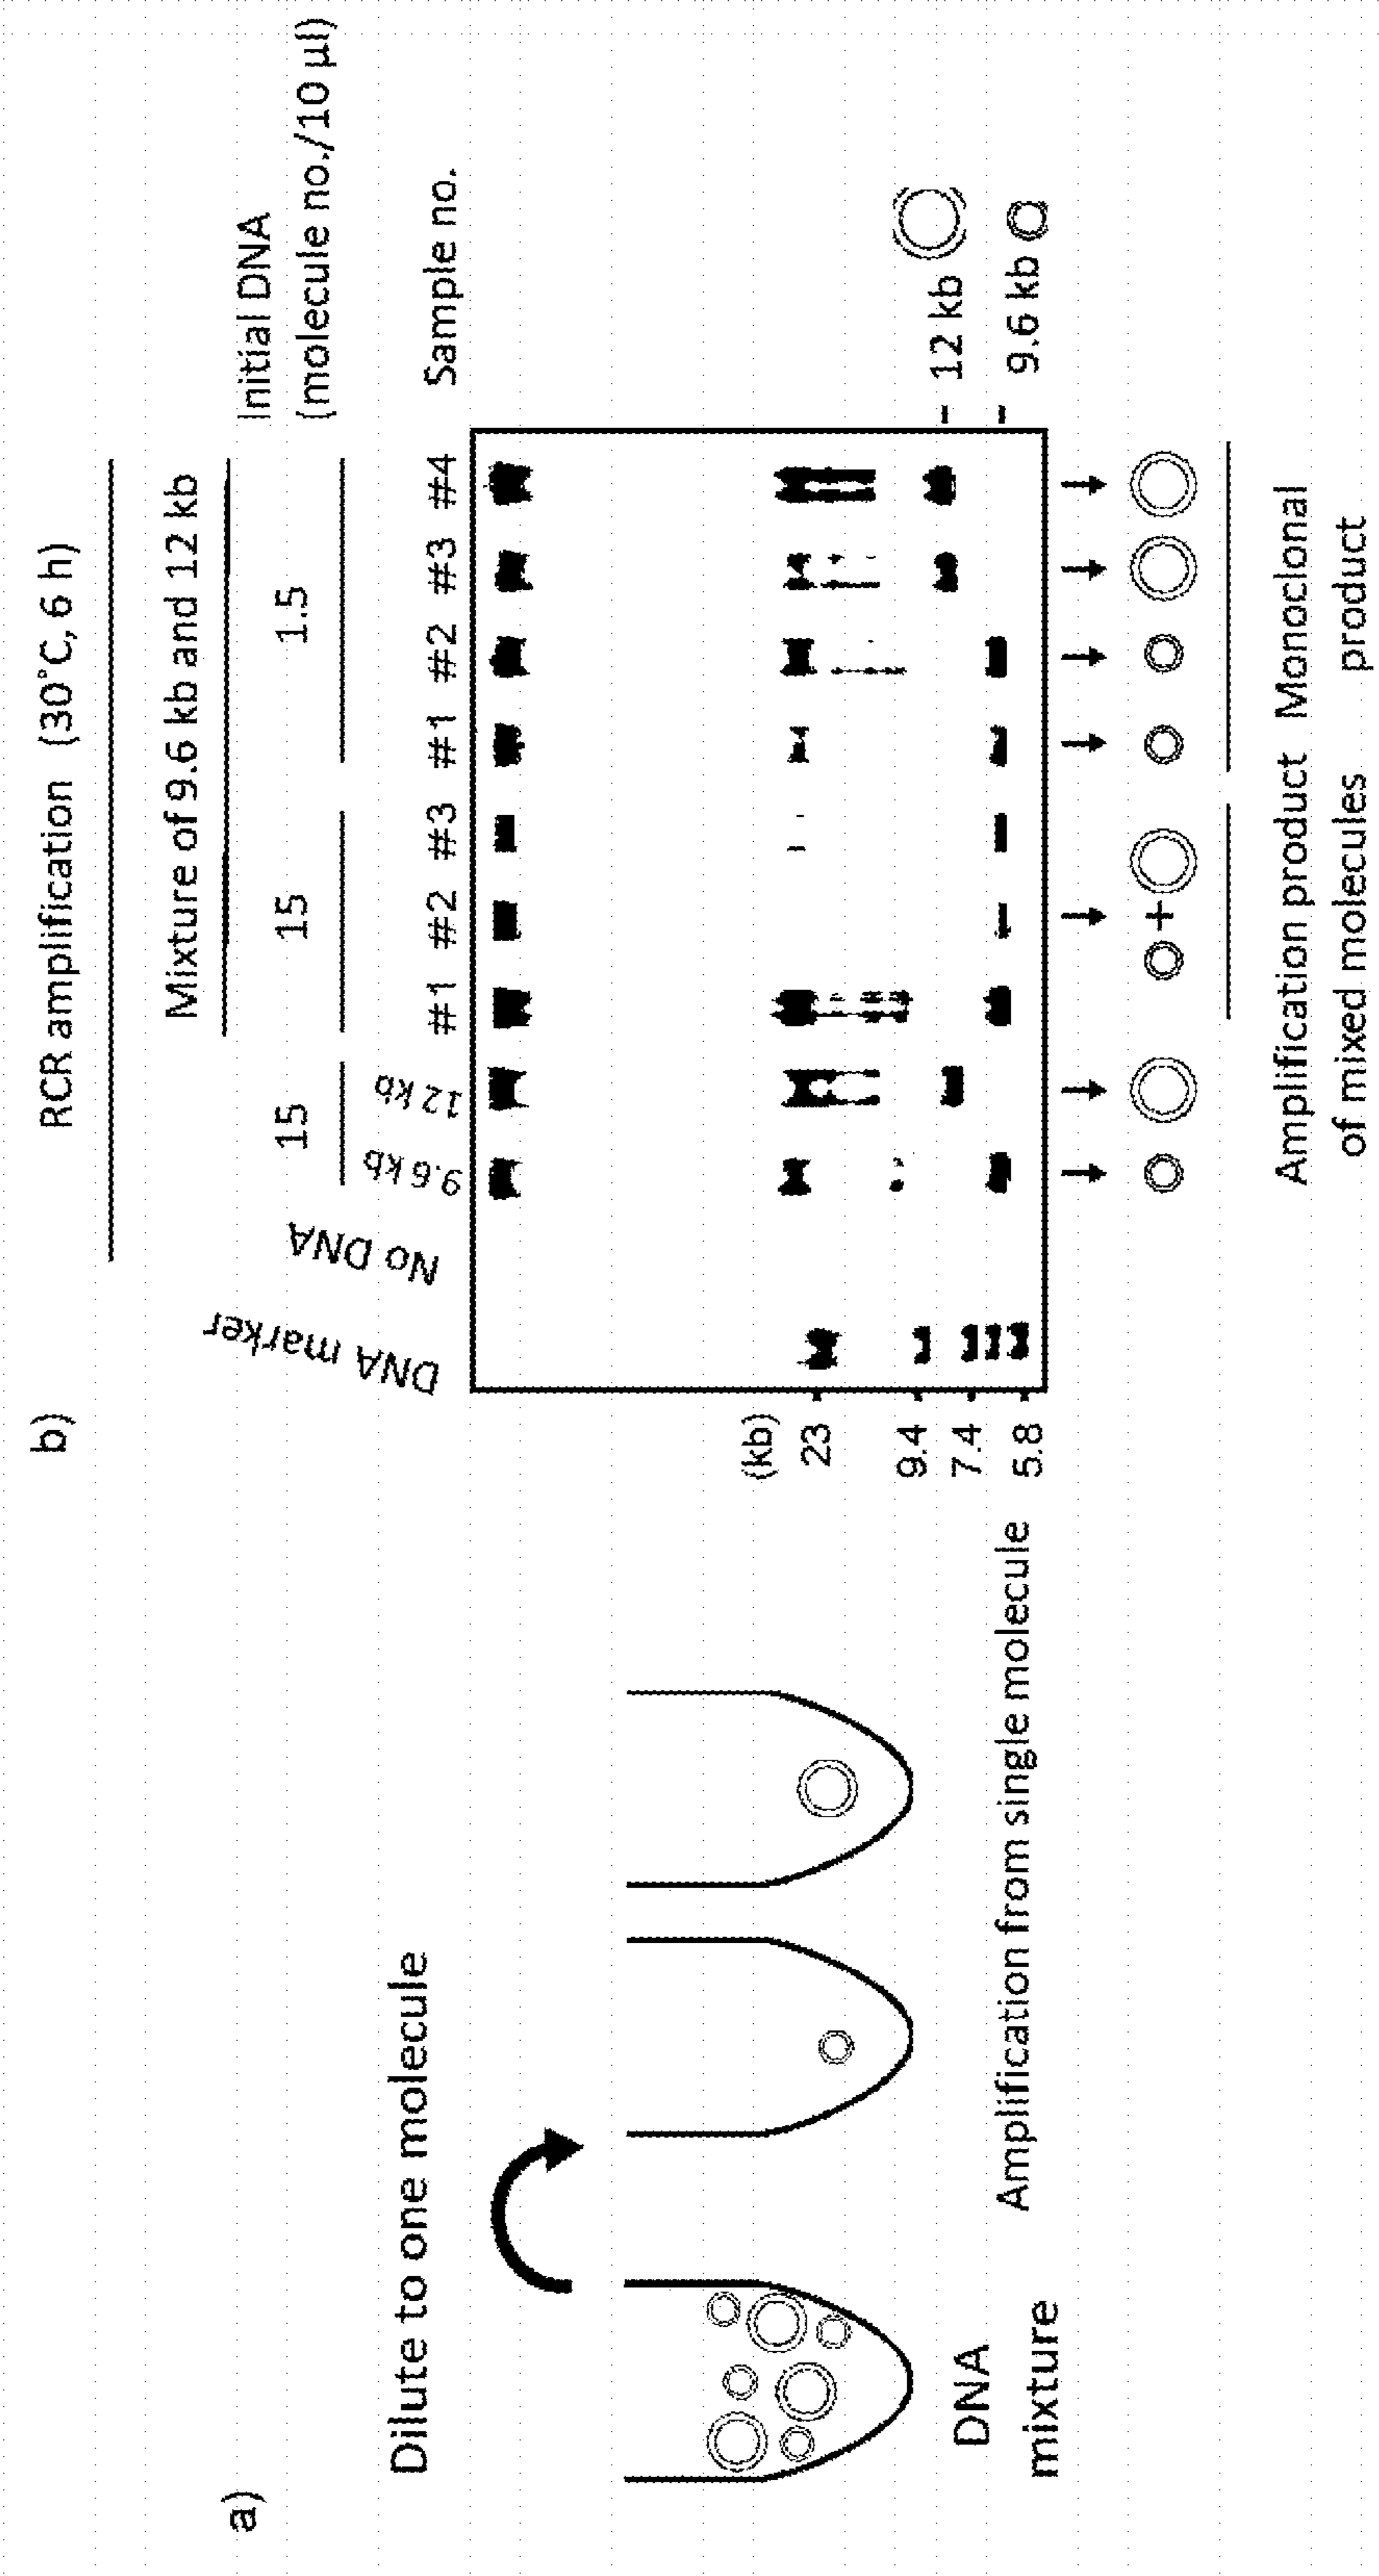 a)
Dilute to one molecule
DNA
mixture
Amplification from single molecule
b)
RCR amplification (30°C, 6 h)
Mixture of 9.6 kb and 12 kb
15
15
1.5
Initial DNA
(molecule no./10 µl)
DNA marker
No DNA
9.6 kb
12 kb
#1
#2
#3
#1
#2
#3
#4
Sample no.
(kb)
23
9.4
7.4
5.8
12 kb
9.6 kb
+
Amplification product
of mixed molecules
Monoclonal
product